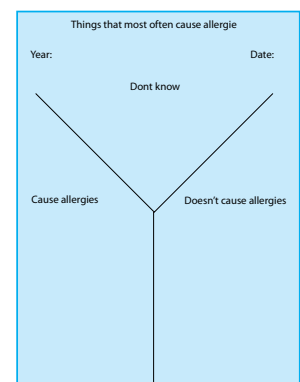 Things that most often cause allergie
Year: Date:
Dont know
Cause allergies Doesn't cause allergies